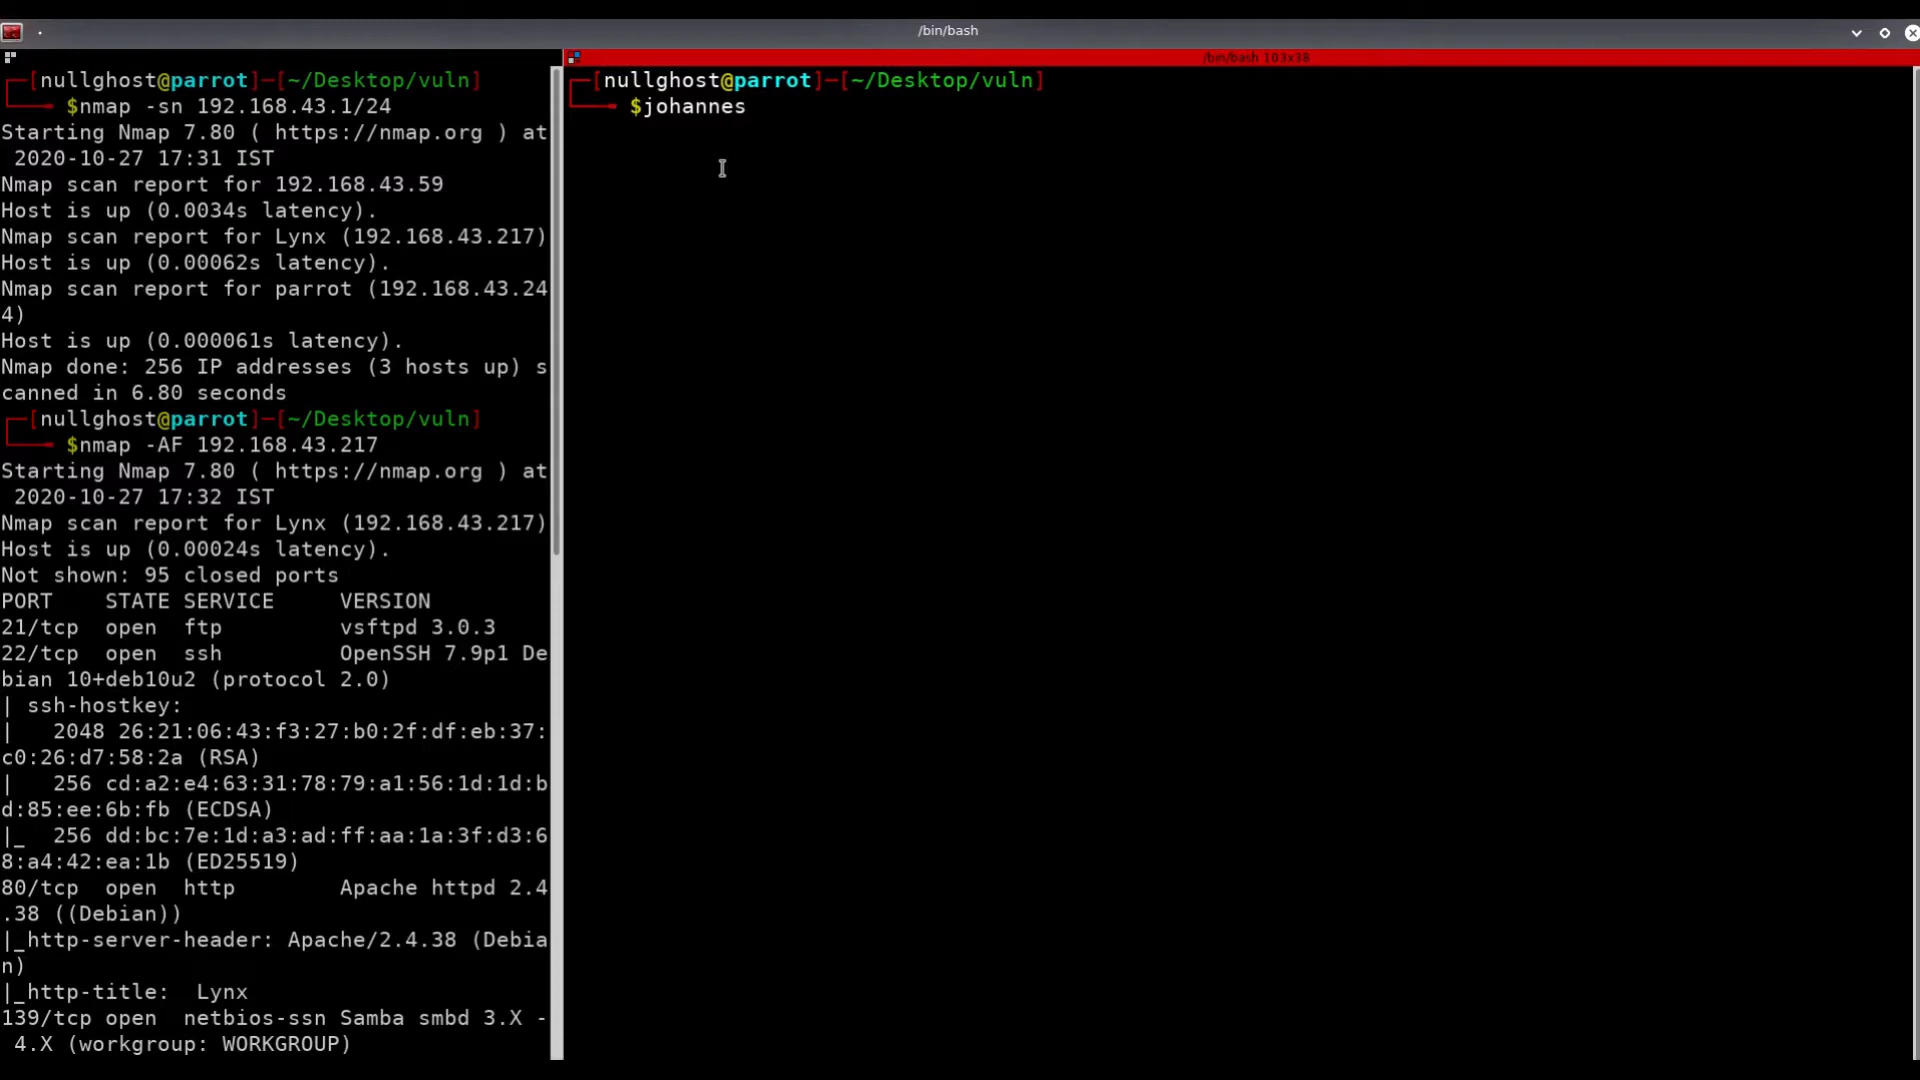 /bin/bash
/bin/bash 103x38
[nullghost@parrot]─[~/Desktop/vuln]
$nmap -sn 192.168.43.1/24
Starting Nmap 7.80 ( https://nmap.org ) at
2020-10-27 17:31 IST
Nmap scan report for 192.168.43.59
Host is up (0.0034s latency).
Nmap scan report for Lynx (192.168.43.217)
Host is up (0.00062s latency).
Nmap scan report for parrot (192.168.43.24
4)
Host is up (0.000061s latency).
Nmap done: 256 IP addresses (3 hosts up) s
canned in 6.80 seconds
[nullghost@parrot]─[~/Desktop/vuln]
$nmap -AF 192.168.43.217
Starting Nmap 7.80 ( https://nmap.org ) at
2020-10-27 17:32 IST
Nmap scan report for Lynx (192.168.43.217)
Host is up (0.00024s latency).
Not shown: 95 closed ports
PORT    STATE SERVICE     VERSION
21/tcp  open  ftp         vsftpd 3.0.3
22/tcp  open  ssh         OpenSSH 7.9p1 De
bian 10+deb10u2 (protocol 2.0)
| ssh-hostkey:
|   2048 26:21:06:43:f3:27:b0:2f:df:eb:37:
c0:26:d7:58:2a (RSA)
|   256 cd:a2:e4:63:31:78:79:a1:56:1d:1d:b
d:85:ee:6b:fb (ECDSA)
|_  256 dd:bc:7e:1d:a3:ad:ff:aa:1a:3f:d3:6
8:a4:42:ea:1b (ED25519)
80/tcp  open  http        Apache httpd 2.4
.38 ((Debian))
|_http-server-header: Apache/2.4.38 (Debia
n)
|_http-title:  Lynx
139/tcp open  netbios-ssn Samba smbd 3.X -
4.X (workgroup: WORKGROUP)
[nullghost@parrot]─[~/Desktop/vuln]
$johannes